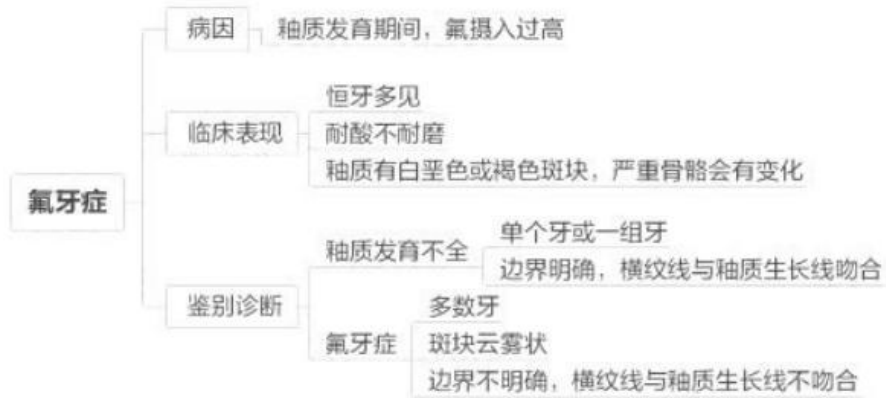 病因
釉质发育期间，氟摄入过高
恒牙多见
临床表现
耐酸不耐磨
釉质有白垩色或褐色斑块，严重骨骼会有变化
氟牙症
单个牙或一组牙
釉质发育不全
边界明确，横纹线与釉质生长线吻合
鉴别诊断
多数牙
氟牙症
斑块云雾状
边界不明确，横纹线与釉质生长线不吻合